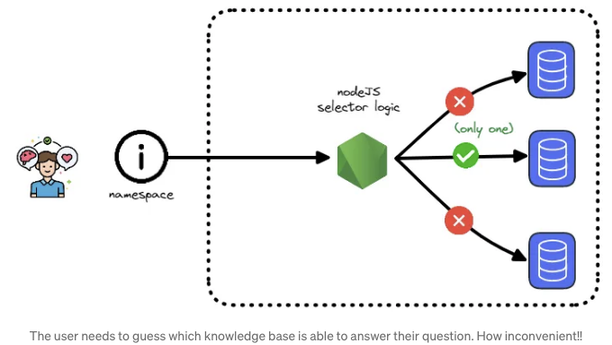 nodeJS
selector logic
(only one)
namespace
The user needs to guess which knowledge base is able to answer their question. How inconvenient!!